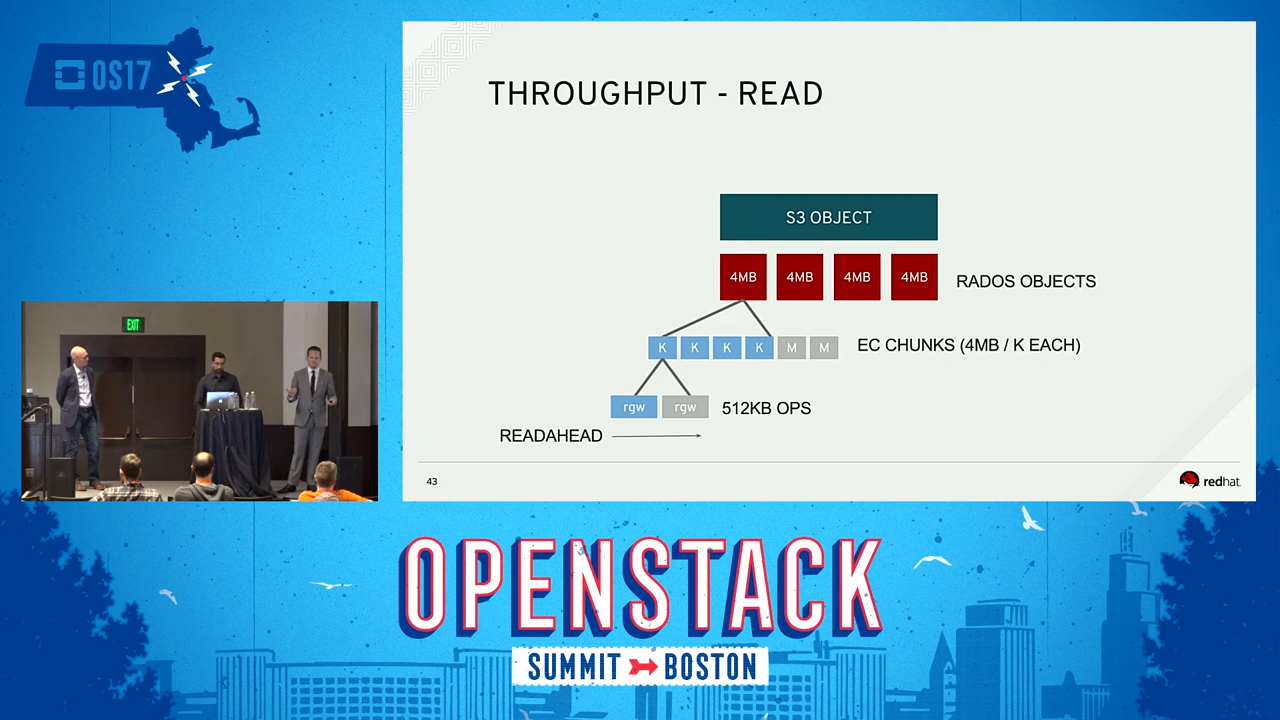 OS17
THROUGHPUT - READ
S3 OBJECT
4MB 4MB 4MB 4MB
RADOS OBJECTS
K K K K M M
EC CHUNKS (4MB / K EACH)
rgw rgw
512KB OPS
READAHEAD
43
redhat.
EXIT
OPENSTACK
SUMMIT BOSTON